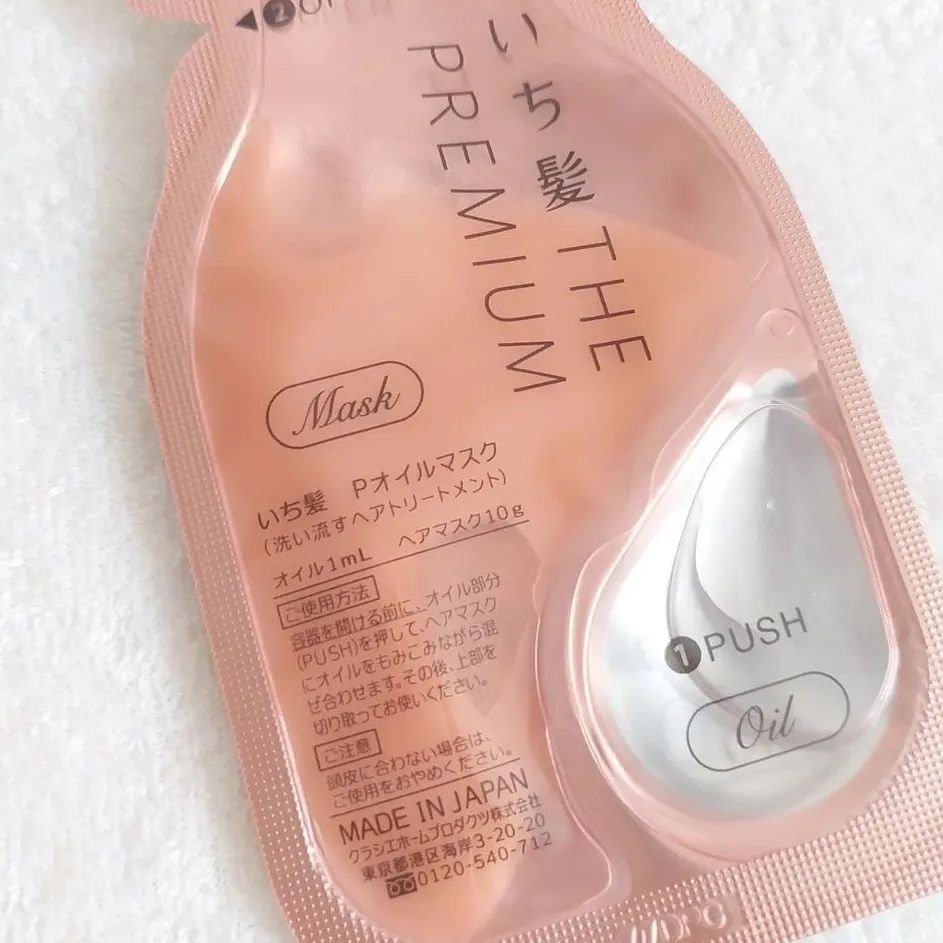 ◀❷
いち髪 THE
PREMIUM
Mask
いち髪 Pオイルマスク
(洗い流すヘアトリートメント)
オイル1mL ヘアマスク10g
ご使用方法
容器を開ける前に、オイル部分
(PUSH)を押して、ヘアマスク
にオイルをもみこみながら混
ぜ合わせます。その後、上部を
切り取ってお使いください。
ご注意
頭皮に合わない場合は、
ご使用をおやめください。
MADE IN JAPAN
クラシエホームプロダクツ株式会社
東京都港区海岸3-20-20
0120-540-712
❶PUSH
Oil